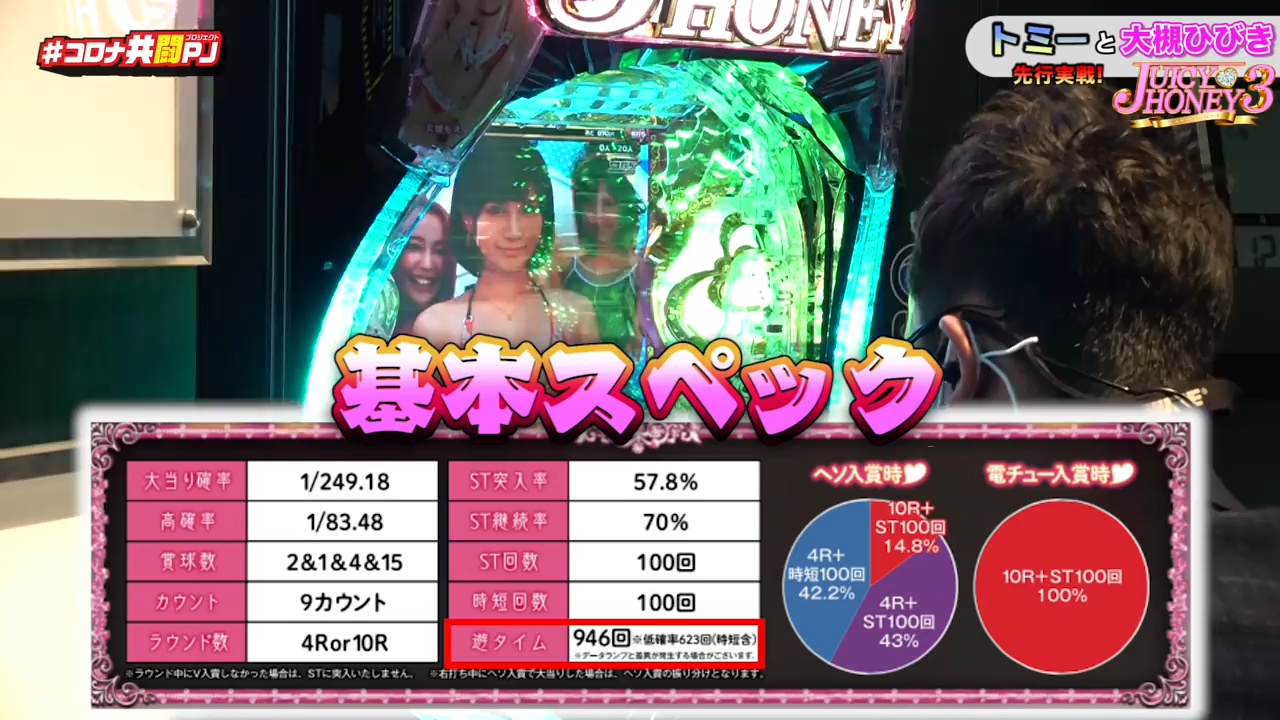 #コロナ共闘PJ
プロジェクト
HONEY
トミーと大槻ひびき
先行実戦!
JUICY HONEY 3
0人 20人
基本スペック
大当り確率 1/249.18
高確率 1/83.48
賞球数 2&1&4&15
カウント 9カウント
ラウンド数 4Ror10R
ST突入率 57.8%
ST継続率 70%
ST回数 100回
時短回数 100回
遊タイム 946回※低確率623回(時短含)
※データランプと差異が発生する場合がございます。
ヘソ入賞時
10R+
ST100回
14.8%
4R+
時短100回
42.2%
4R+
ST100回
43%
電チュー入賞時
10R+ST100回
100%
※ラウンド中にV入賞しなかった場合は、STに突入いたしません。 ※右打ち中にヘソ入賞で大当りした場合は、ヘソ入賞の振り分けとなります。